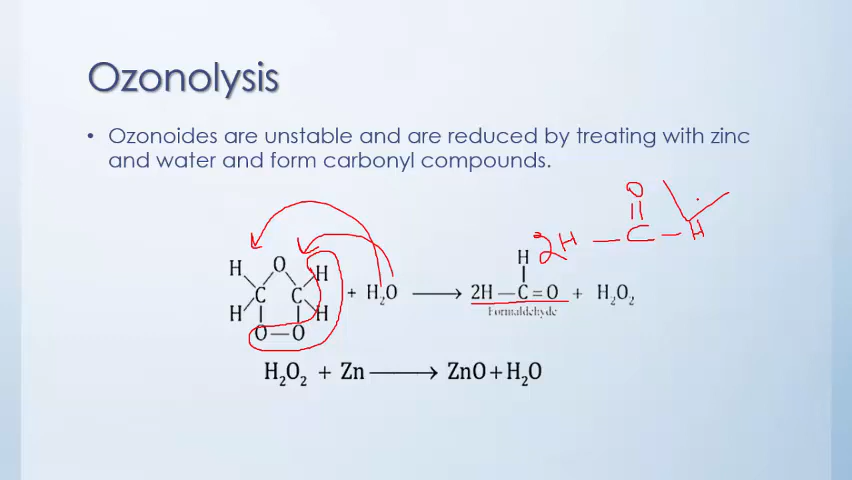 Ozonolysis
• Ozonoides are unstable and are reduced by treating with zinc
and water and form carbonyl compounds.
O
2H — C — H
H O H H
C C + H₂O ⟶ 2H — C = O + H₂O₂
H O — O H Formaldehyde
H₂O₂ + Zn ⟶ ZnO + H₂O